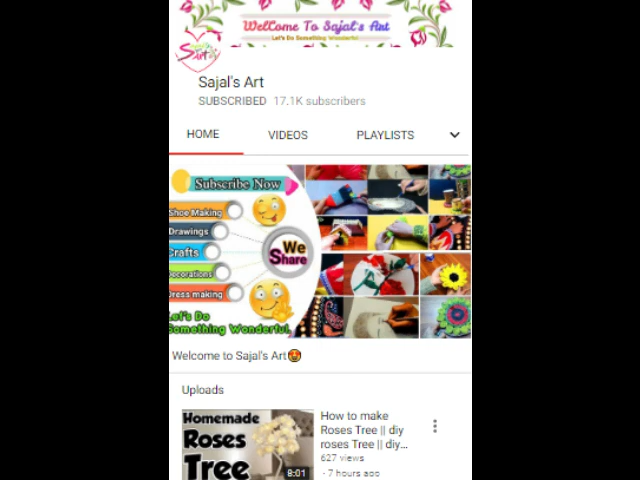 WelCome To Sajal's Art
Let's Do Something Wonderful
Sajal's Art
SUBSCRIBED 17.1K subscribers
HOME VIDEOS PLAYLISTS
Subscribe Now
Shoe Making
Drawings
Crafts
Decorations
Dress making
We
Share
Let's Do
Something Wonderful.
Welcome to Sajal's Art
Uploads
Homemade
Roses
Tree
8:01
How to make
Roses Tree || diy
roses Tree || diy...
627 views
· 7 hours ago